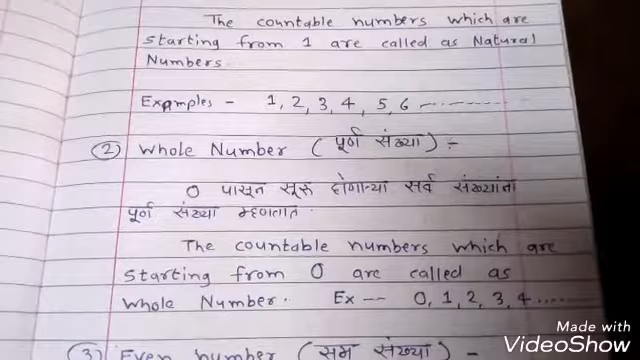 The countable numbers which are
starting from 1 are called as Natural
Numbers.
Examples - 1, 2, 3, 4, 5, 6 ----------
② Whole Number (पूर्ण संख्या) :-
0 पासून सूरू होणाऱ्या सर्व संख्यांना
पूर्ण संख्या म्हणतात.
The countable numbers which are
starting from 0 are called as
Whole Number. Ex -- 0, 1, 2, 3, 4.....
③ Even number (सम संख्या) -
Made with
VideoShow